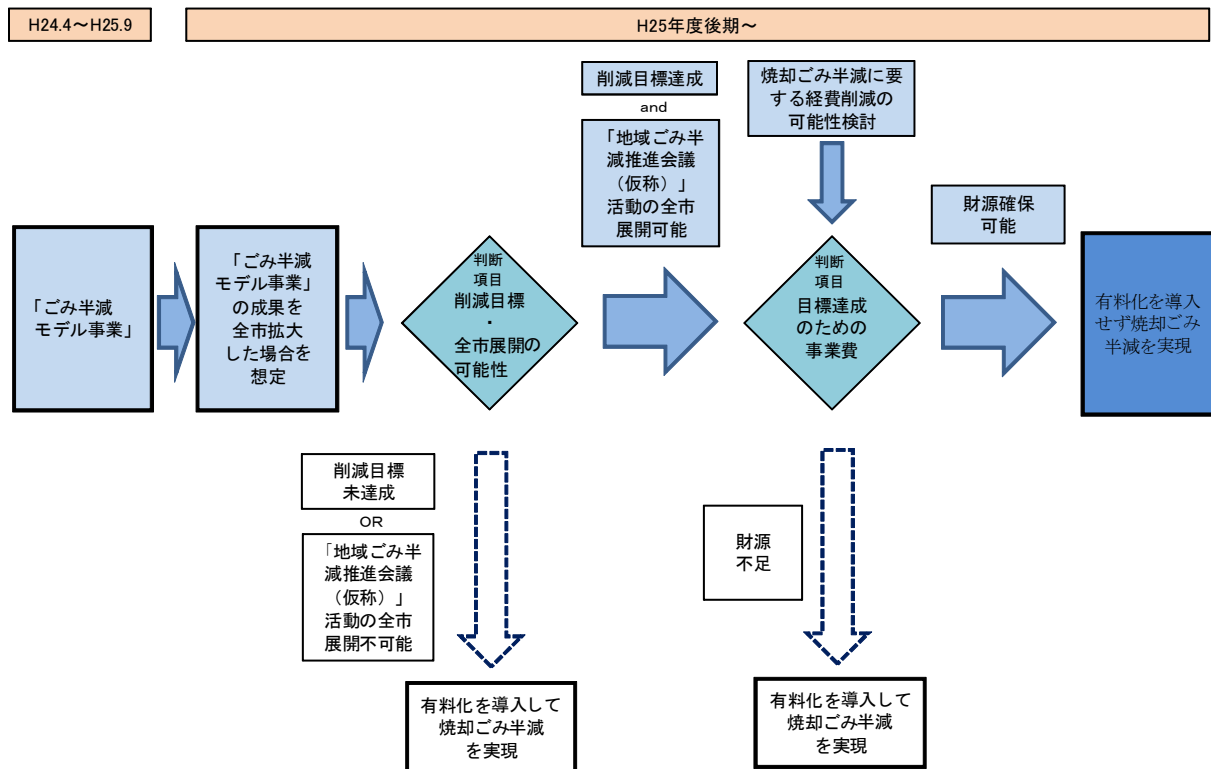 H24.4～H25.9
H25年度後期～
削減目標達成
and
「地域ごみ半
減推進会議
（仮称）」
活動の全市
展開可能
焼却ごみ半減に要
する経費削減の
可能性検討
財源確保
可能
「ごみ半減
モデル事業」
「ごみ半減
モデル事業」
の成果を
全市拡大
した場合を
想定
判断
項目
削減目標
・
全市展開の
可能性
判断
項目
目標達成
のための
事業費
有料化を導入
せず焼却ごみ
半減を実現
削減目標
未達成
OR
「地域ごみ半
減推進会議
（仮称）」
活動の全市
展開不可能
財源
不足
有料化を導入して
焼却ごみ半減
を実現
有料化を導入して
焼却ごみ半減
を実現